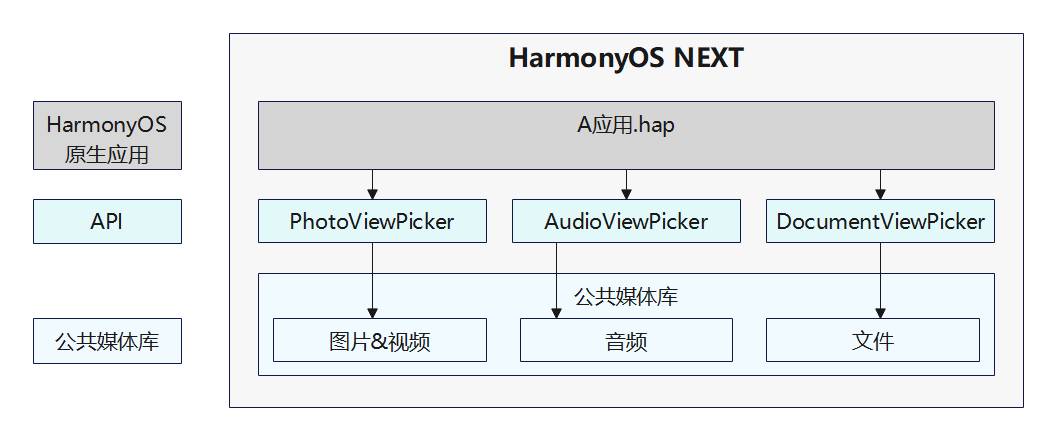 HarmonyOS NEXT
HarmonyOS
原生应用
A应用.hap
API
PhotoViewPicker
AudioViewPicker
DocumentViewPicker
公共媒体库
公共媒体库
图片&视频
音频
文件